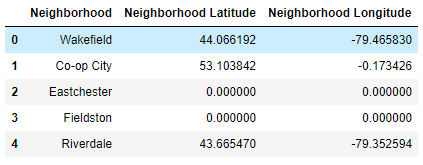 Neighborhood Neighborhood Latitude Neighborhood Longitude
0 Wakefield 44.066192 -79.465830
1 Co-op City 53.103842 -0.173426
2 Eastchester 0.000000 0.000000
3 Fieldston 0.000000 0.000000
4 Riverdale 43.665470 -79.352594